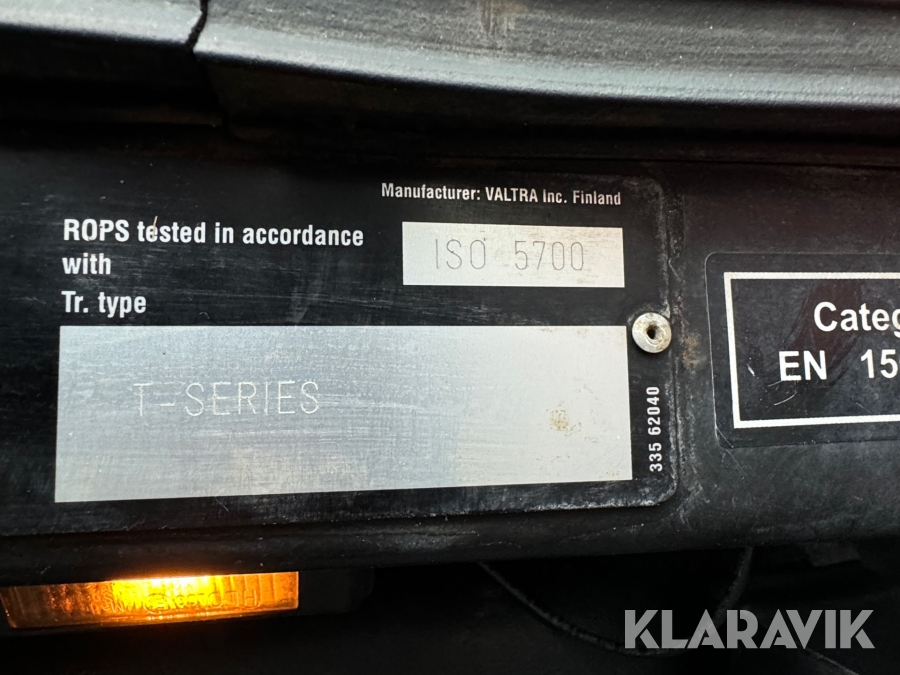 Manufacturer: VALTRA Inc. Finland
ROPS tested in accordance
with
ISO 5700
Tr. type
T-SERIES
335 62040
Categ
EN 15
KLARAVIK